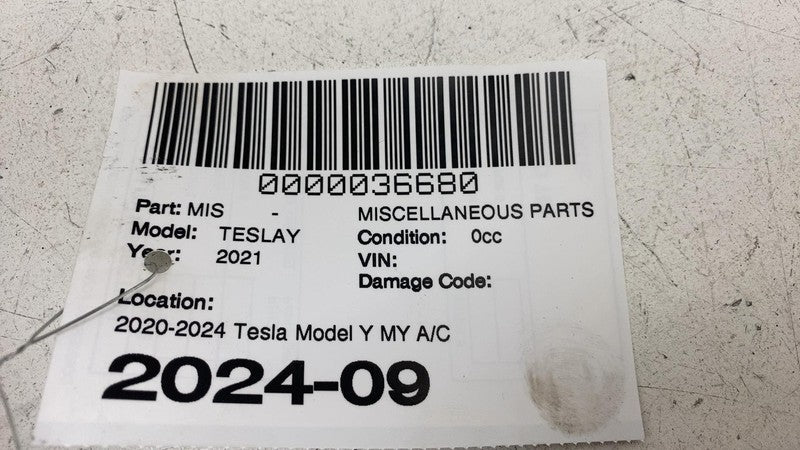 0000036680
Part: MIS - MISCELLANEOUS PARTS
Model: TESLAY Condition: 0cc
Year: 2021 VIN:
Damage Code:
Location:
2020-2024 Tesla Model Y MY A/C
2024-09